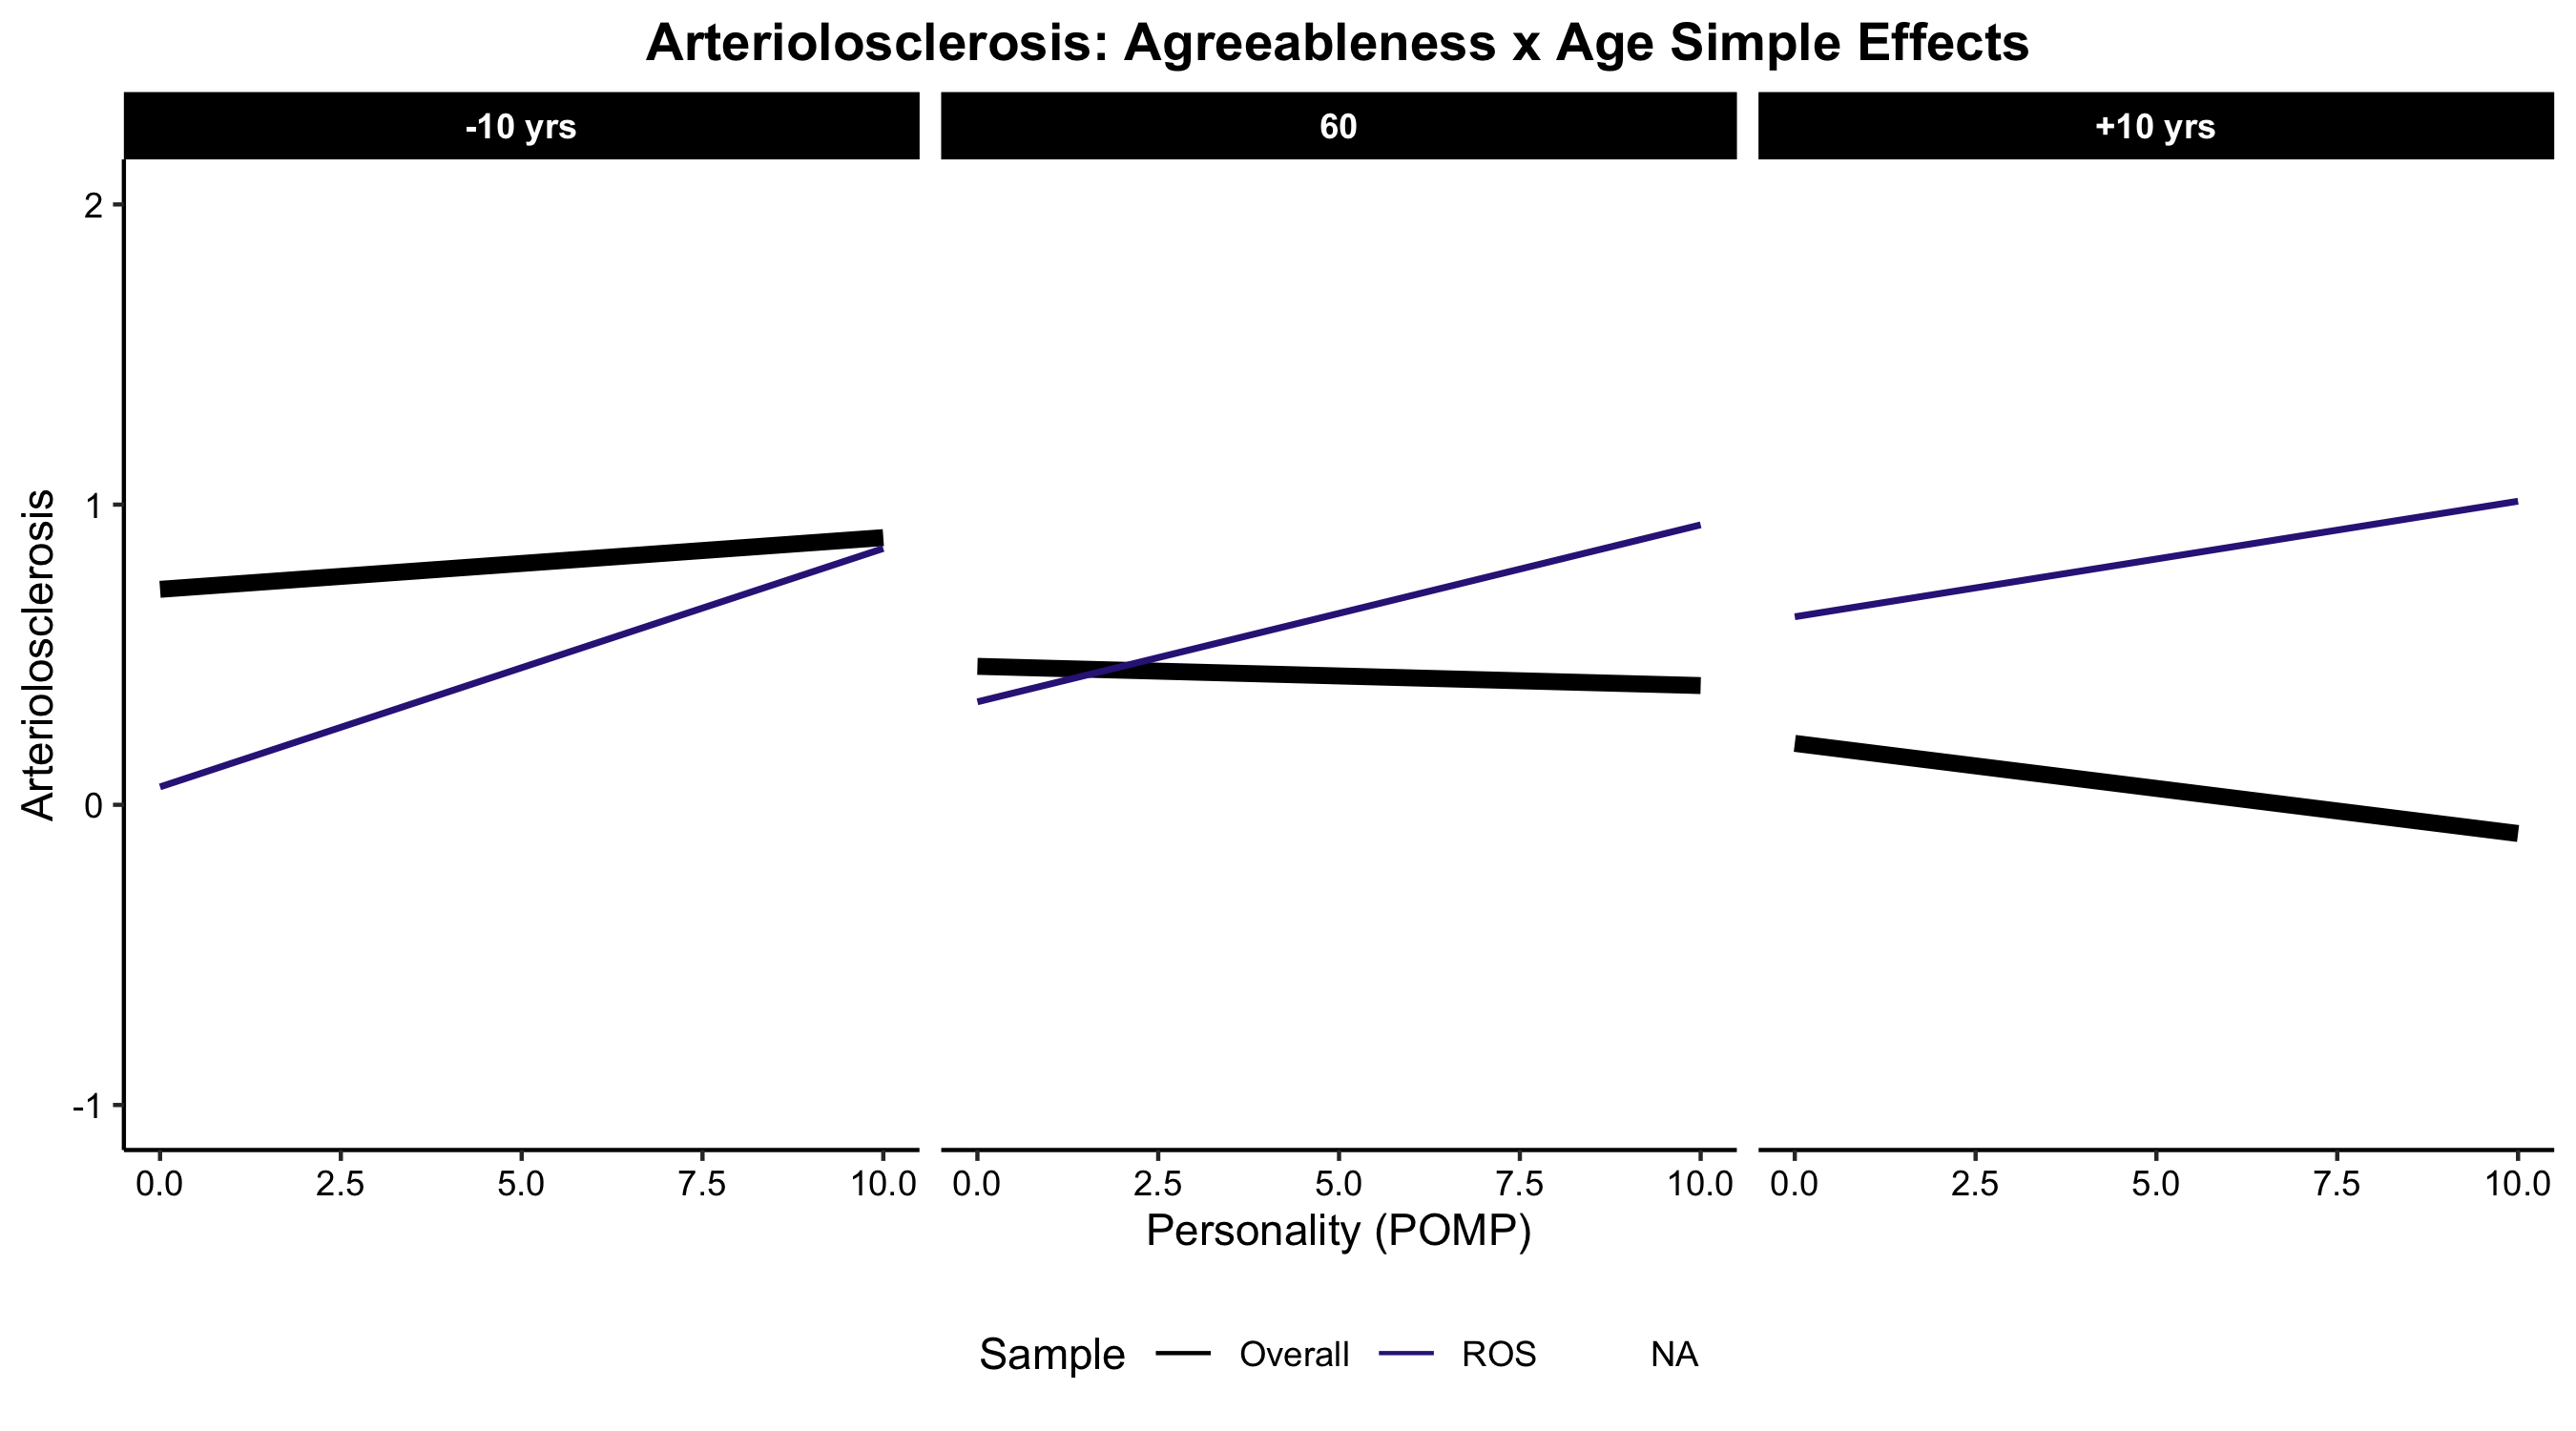 Arteriolosclerosis: Agreeableness x Age Simple Effects
-10 yrs
60
+10 yrs
Arteriolosclerosis
2
1
0
-1
0.0 2.5 5.0 7.5 10.0
0.0 2.5 5.0 7.5 10.0
0.0 2.5 5.0 7.5 10.0
Personality (POMP)
Sample Overall ROS NA